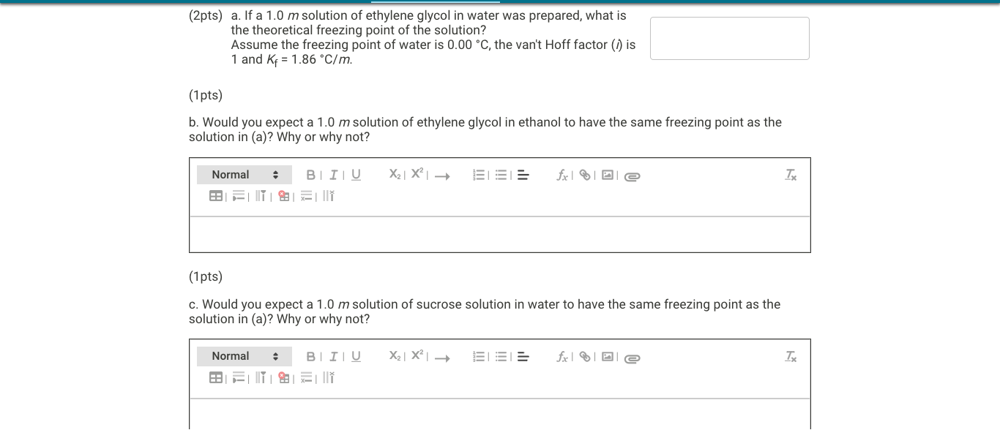 (2pts) a. If a 1.0 m solution of ethylene glycol in water was prepared, what is
the theoretical freezing point of the solution?
Assume the freezing point of water is 0.00 °C, the van't Hoff factor (i) is
1 and Kf = 1.86 °C/m.
(1pts)
b. Would you expect a 1.0 m solution of ethylene glycol in ethanol to have the same freezing point as the
solution in (a)? Why or why not?
Normal B I U X2 X² fx Tx
(1pts)
c. Would you expect a 1.0 m solution of sucrose solution in water to have the same freezing point as the
solution in (a)? Why or why not?
Normal B I U X2 X² fx Tx